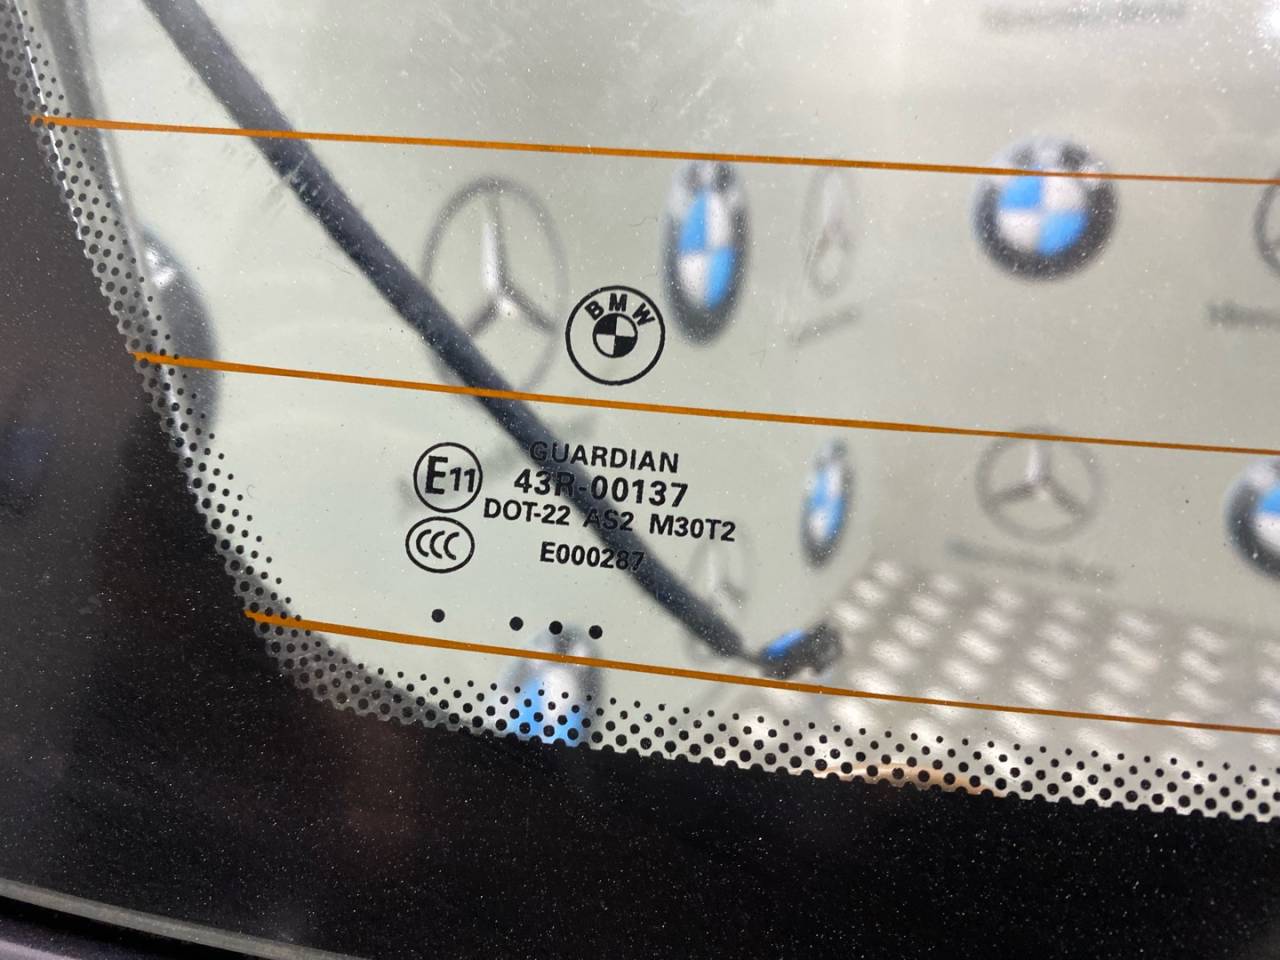 BMW
GUARDIAN
E11 43R-00137
DOT-22 AS2 M30T2
CCC E000287